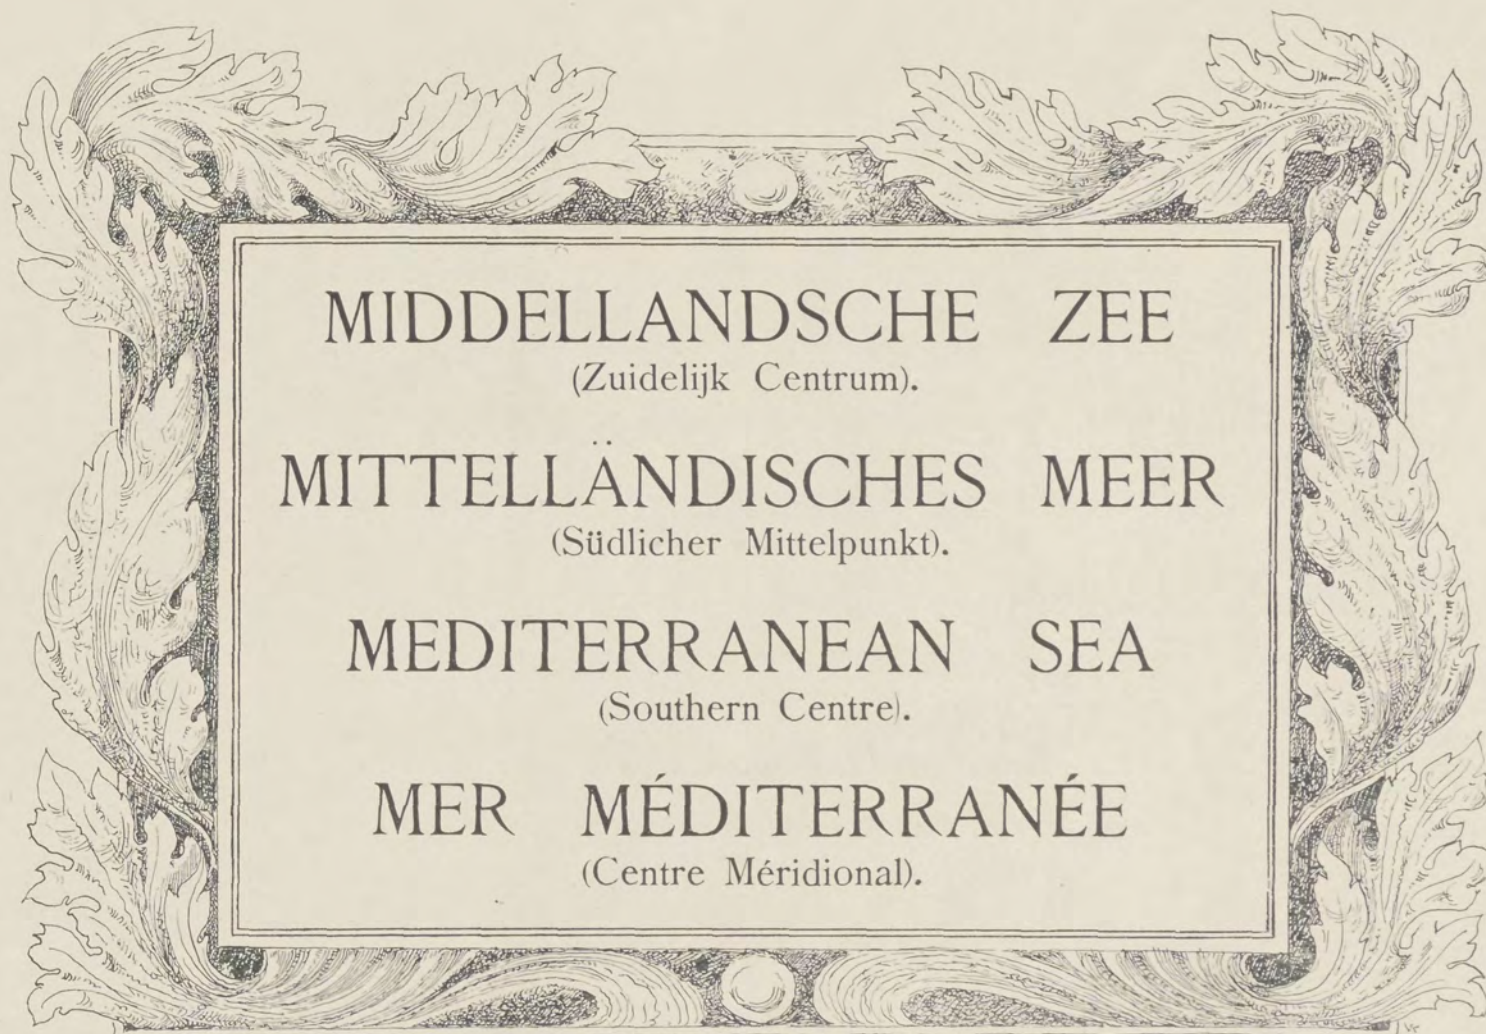 MIDDELLANDSCHE ZEE
(Zuidelijk Centrum).
MITTELLÄNDISCHES MEER
(Südlicher Mittelpunkt).
MEDITERRANEAN SEA
(Southern Centre).
MER MÉDITERRANÉE
(Centre Méridional).